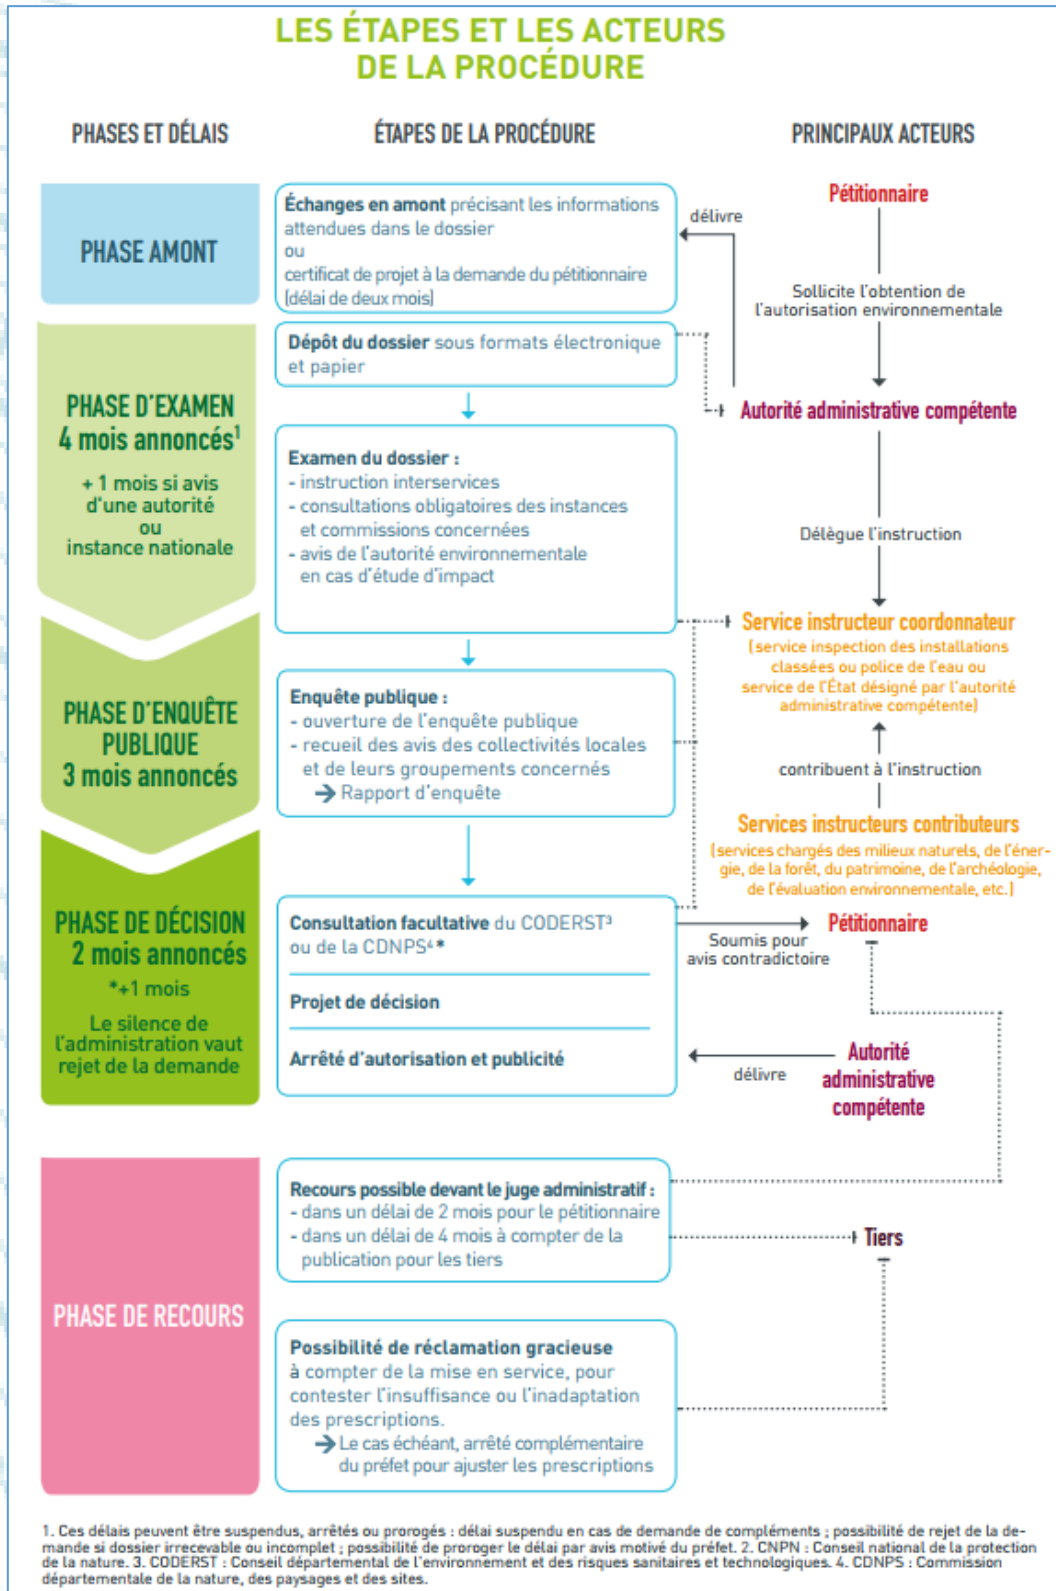 LES ÉTAPES ET LES ACTEURS
DE LA PROCÉDURE
PHASES ET DÉLAIS
ÉTAPES DE LA PROCÉDURE
PRINCIPAUX ACTEURS
PHASE AMONT
Échanges en amont précisant les informations
attendues dans le dossier
ou
certificat de projet à la demande du pétitionnaire
(délai de deux mois)
délivre
Pétitionnaire
Sollicite l'obtention de
l'autorisation environnementale
PHASE D'EXAMEN
4 mois annoncés¹
+ 1 mois si avis
d'une autorité
ou
instance nationale
Dépôt du dossier sous formats électronique
et papier
Autorité administrative compétente
Examen du dossier :
- instruction interservices
- consultations obligatoires des instances
et commissions concernées
- avis de l'autorité environnementale
en cas d'étude d'impact
Délègue l'instruction
Service instructeur coordonnateur
(service inspection des installations
classées ou police de l'eau ou
service de l'État désigné par l'autorité
administrative compétente)
PHASE D'ENQUÊTE
PUBLIQUE
3 mois annoncés
Enquête publique :
- ouverture de l'enquête publique
- recueil des avis des collectivités locales
et de leurs groupements concernés
→ Rapport d'enquête
contribuent à l'instruction
Services instructeurs contributeurs
(services chargés des milieux naturels, de l'éner-
gie, de la forêt, du patrimoine, de l'archéologie,
de l'évaluation environnementale, etc.)
PHASE DE DÉCISION
2 mois annoncés
*+1 mois
Le silence de
l'administration vaut
rejet de la demande
Consultation facultative du CODERST³
ou de la CDNPS⁴ *
Projet de décision
Arrêté d'autorisation et publicité
Soumis pour
avis contradictoire
Pétitionnaire
délivre
Autorité
administrative
compétente
PHASE DE RECOURS
Recours possible devant le juge administratif :
- dans un délai de 2 mois pour le pétitionnaire
- dans un délai de 4 mois à compter de la
publication pour les tiers
Tiers
Possibilité de réclamation gracieuse
à compter de la mise en service, pour
contester l'insuffisance ou l'inadaptation
des prescriptions.
→ Le cas échéant, arrêté complémentaire
du préfet pour ajuster les prescriptions
1. Ces délais peuvent être suspendus, arrêtés ou prorogés : délai suspendu en cas de demande de compléments ; possibilité de rejet de la de-
mande si dossier irrecevable ou incomplet ; possibilité de proroger le délai par avis motivé du préfet. 2. CNPN : Conseil national de la protection
de la nature. 3. CODERST : Conseil départemental de l'environnement et des risques sanitaires et technologiques. 4. CDNPS : Commission
départementale de la nature, des paysages et des sites.